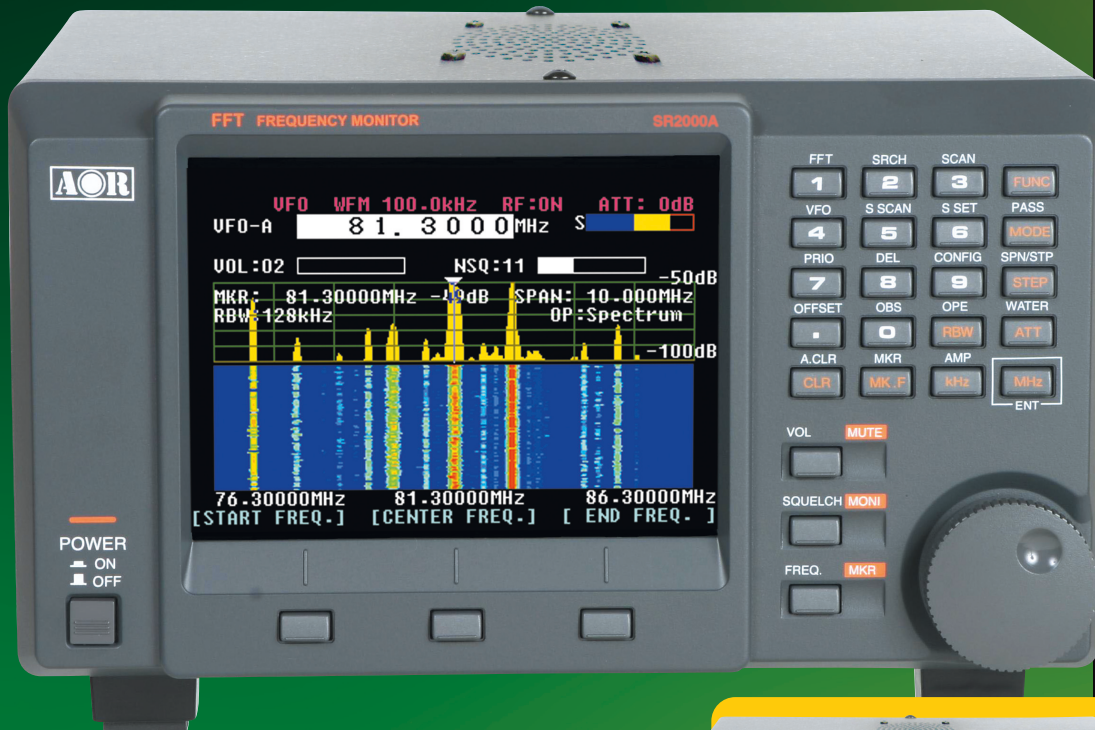 FFT FREQUENCY MONITOR SR2000A
AOR
VFO WFM 100.0kHz RF:ON ATT: 0dB
VFO-A 81. 3000 MHz S
VOL:02 NSQ:11
-50dB
MKR: 81.30000MHz dB SPAN: 10.000MHz
RBW:128kHz OP:Spectrum
-100dB
76.30000MHz 81.30000MHz 86.30000MHz
[START FREQ.] [CENTER FREQ.] [ END FREQ. ]
POWER
ON
OFF
FFT SRCH SCAN
1 2 3 FUNC
VFO S SCAN S SET PASS
4 5 6 MODE
PRIO DEL CONFIG SPN/STP
7 8 9 STEP
OFFSET OBS OPE WATER
. 0 RBW ATT
A.CLR MKR AMP
CLR MK.F kHz MHz
ENT
VOL MUTE
SQUELCH MONI
FREQ. MKR